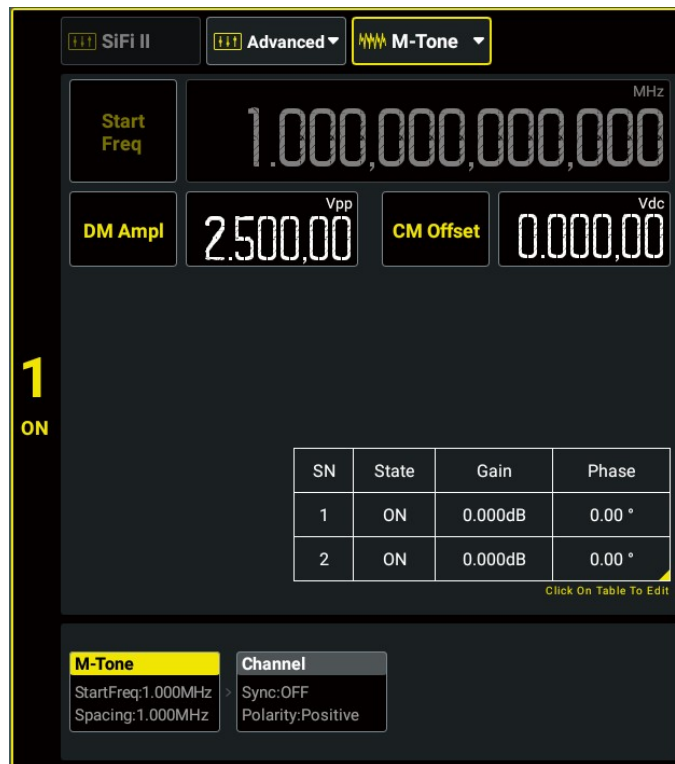 SiFi II Advanced M-Tone
Start
Freq
MHz
1.000,000,000,000
DM Ampl
Vpp
2.500,00
CM Offset
Vdc
0.000,00
1
ON
SN State Gain Phase
1 ON 0.000dB 0.00 °
2 ON 0.000dB 0.00 °
Click On Table To Edit
M-Tone
StartFreq:1.000MHz
Spacing:1.000MHz
>
Channel
Sync:OFF
Polarity:Positive